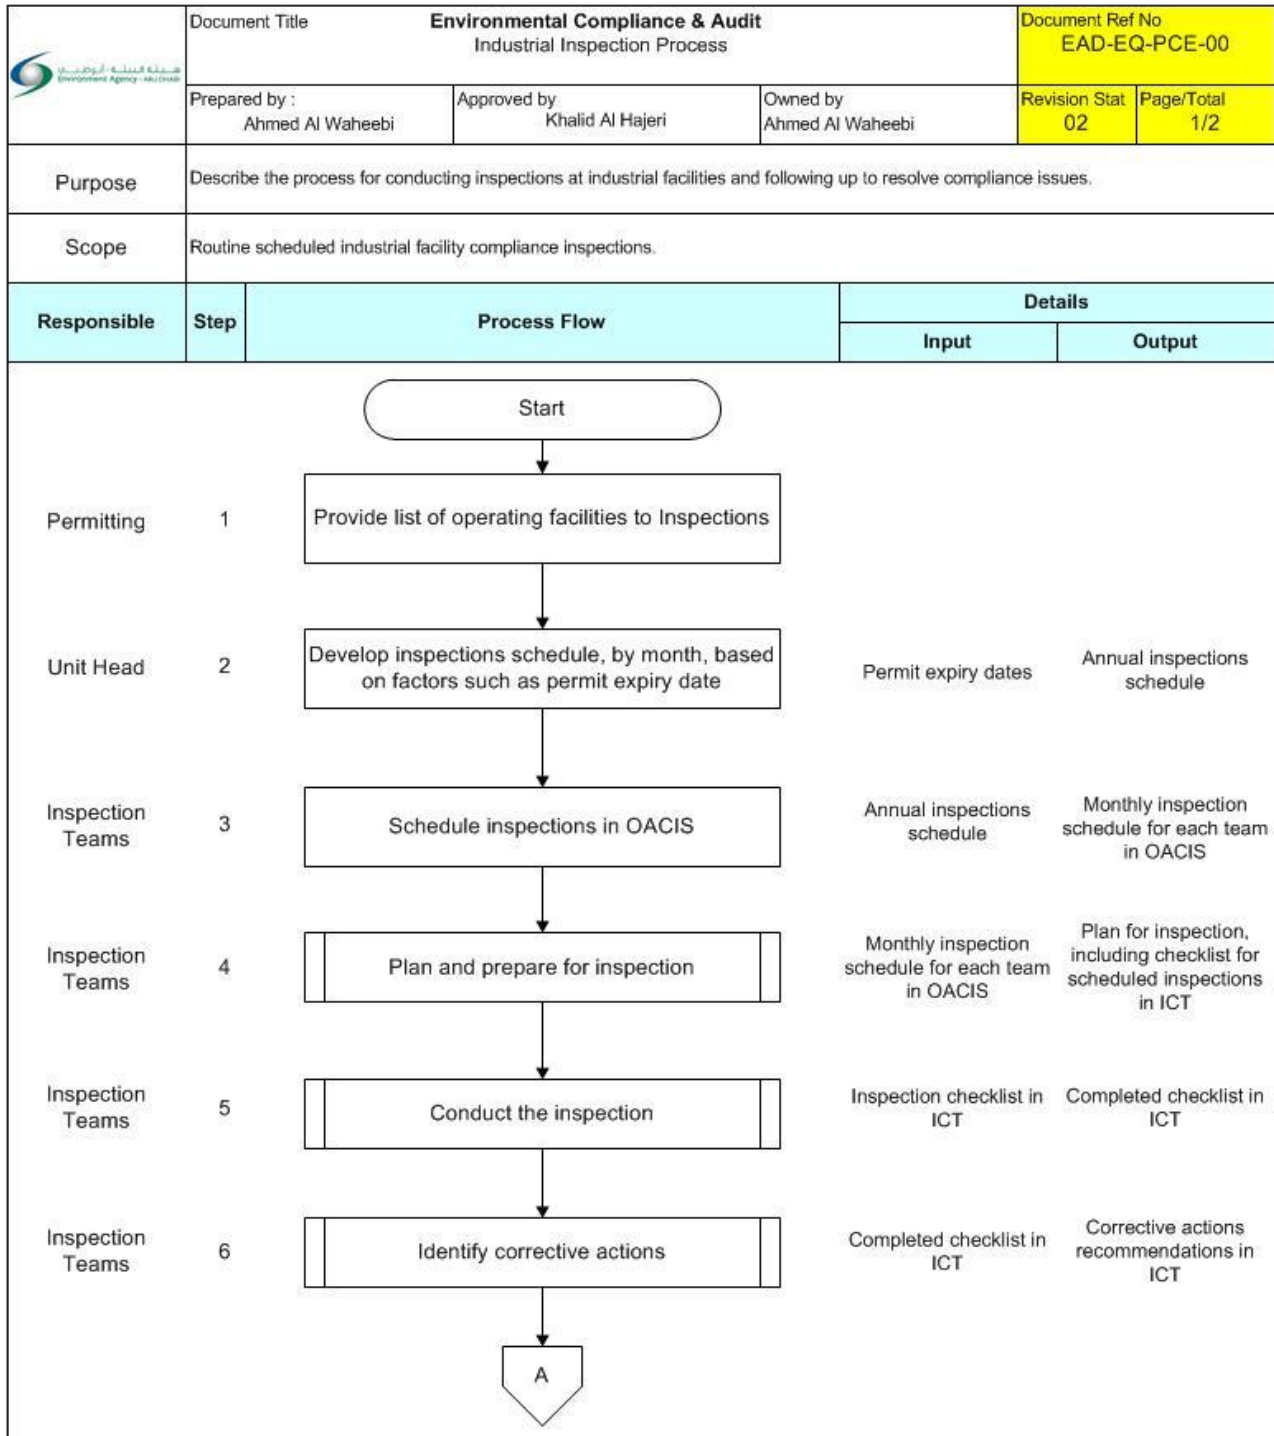 هيئة البيئة - أبوظبي
Environment Agency - ABU DHABI
Document Title
Environmental Compliance & Audit
Industrial Inspection Process
Document Ref No
EAD-EQ-PCE-00
Prepared by :
Ahmed Al Waheebi
Approved by
Khalid Al Hajeri
Owned by
Ahmed Al Waheebi
Revision Stat
02
Page/Total
1/2
Purpose
Describe the process for conducting inspections at industrial facilities and following up to resolve compliance issues.
Scope
Routine scheduled industrial facility compliance inspections.
Responsible
Step
Process Flow
Details
Input
Output
Start
Permitting
1
Provide list of operating facilities to Inspections
Unit Head
2
Develop inspections schedule, by month, based
on factors such as permit expiry date
Permit expiry dates
Annual inspections
schedule
Inspection
Teams
3
Schedule inspections in OACIS
Annual inspections
schedule
Monthly inspection
schedule for each team
in OACIS
Inspection
Teams
4
Plan and prepare for inspection
Monthly inspection
schedule for each team
in OACIS
Plan for inspection,
including checklist for
scheduled inspections
in ICT
Inspection
Teams
5
Conduct the inspection
Inspection checklist in
ICT
Completed checklist in
ICT
Inspection
Teams
6
Identify corrective actions
Completed checklist in
ICT
Corrective actions
recommendations in
ICT
A